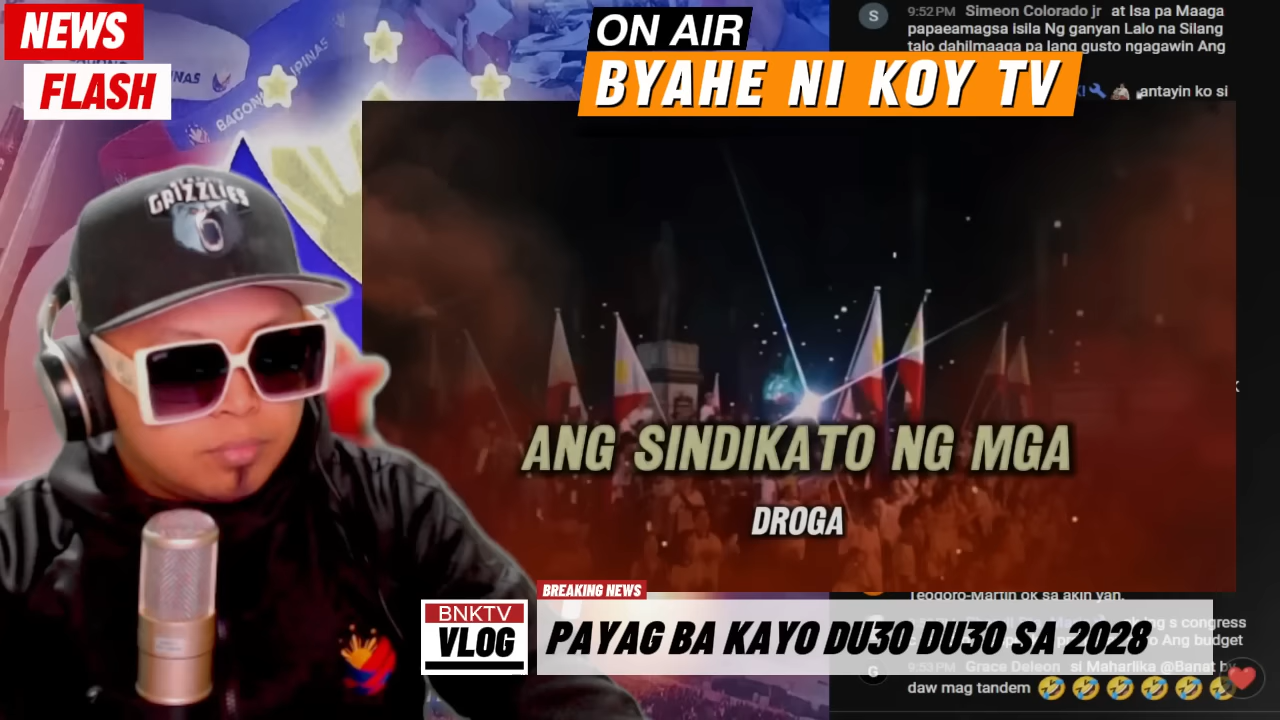 NEWS
FLASH
ON AIR
BYAHE NI KOY TV
S
9:52 PM Simeon Colorado jr at Isa pa Maaga
papaeamagsa isila Ng ganyan Lalo na Silang
talo dahilmaaga pa lang gusto ngagawin Ang
antayin ko si
GRIZZLIES
ANG SINDIKATO NG MGA
DROGA
BREAKING NEWS
BNKTV
VLOG
PAYAG BA KAYO DU30 DU30 SA 2028
Teodoro-Martin ok sa akin yan.
s congress
Ang budget
G
9:53 PM Grace Deleon si Maharlika @Banat by
daw mag tandem 🤣🤣🤣🤣🤣🤣